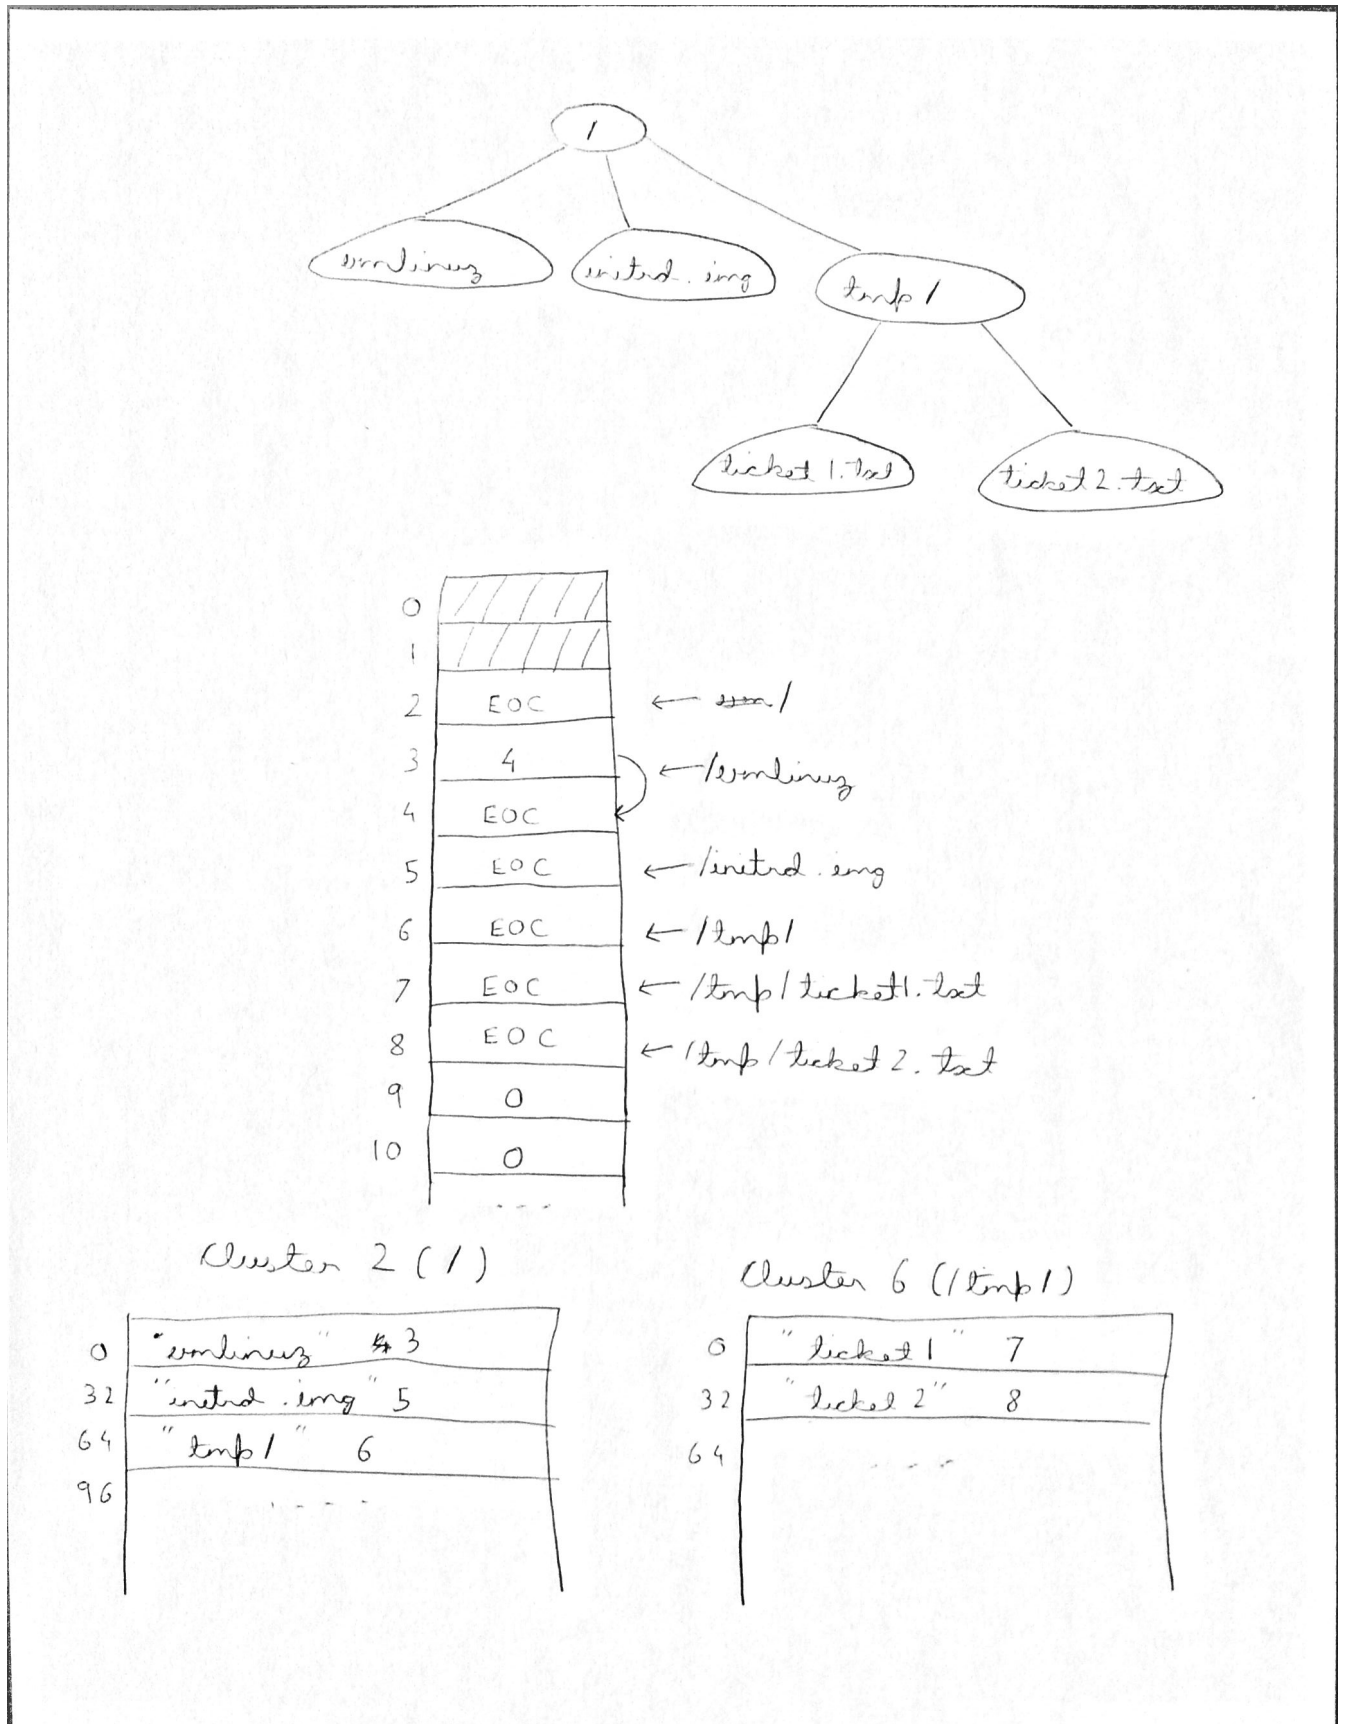 /
vmlinuz initrd.img tmp/
ticket1.txt ticket2.txt
0
1
2 EOC ← /
3 4 ← /vmlinuz
4 EOC
5 EOC ← /initrd.img
6 EOC ← /tmp/
7 EOC ← /tmp/ticket1.txt
8 EOC ← /tmp/ticket2.txt
9 0
10 0
Cluster 2 (/)
0 "vmlinuz" 3
32 "initrd.img" 5
64 "tmp/" 6
96
Cluster 6 (/tmp/)
0 "ticket1" 7
32 "ticket2" 8
64